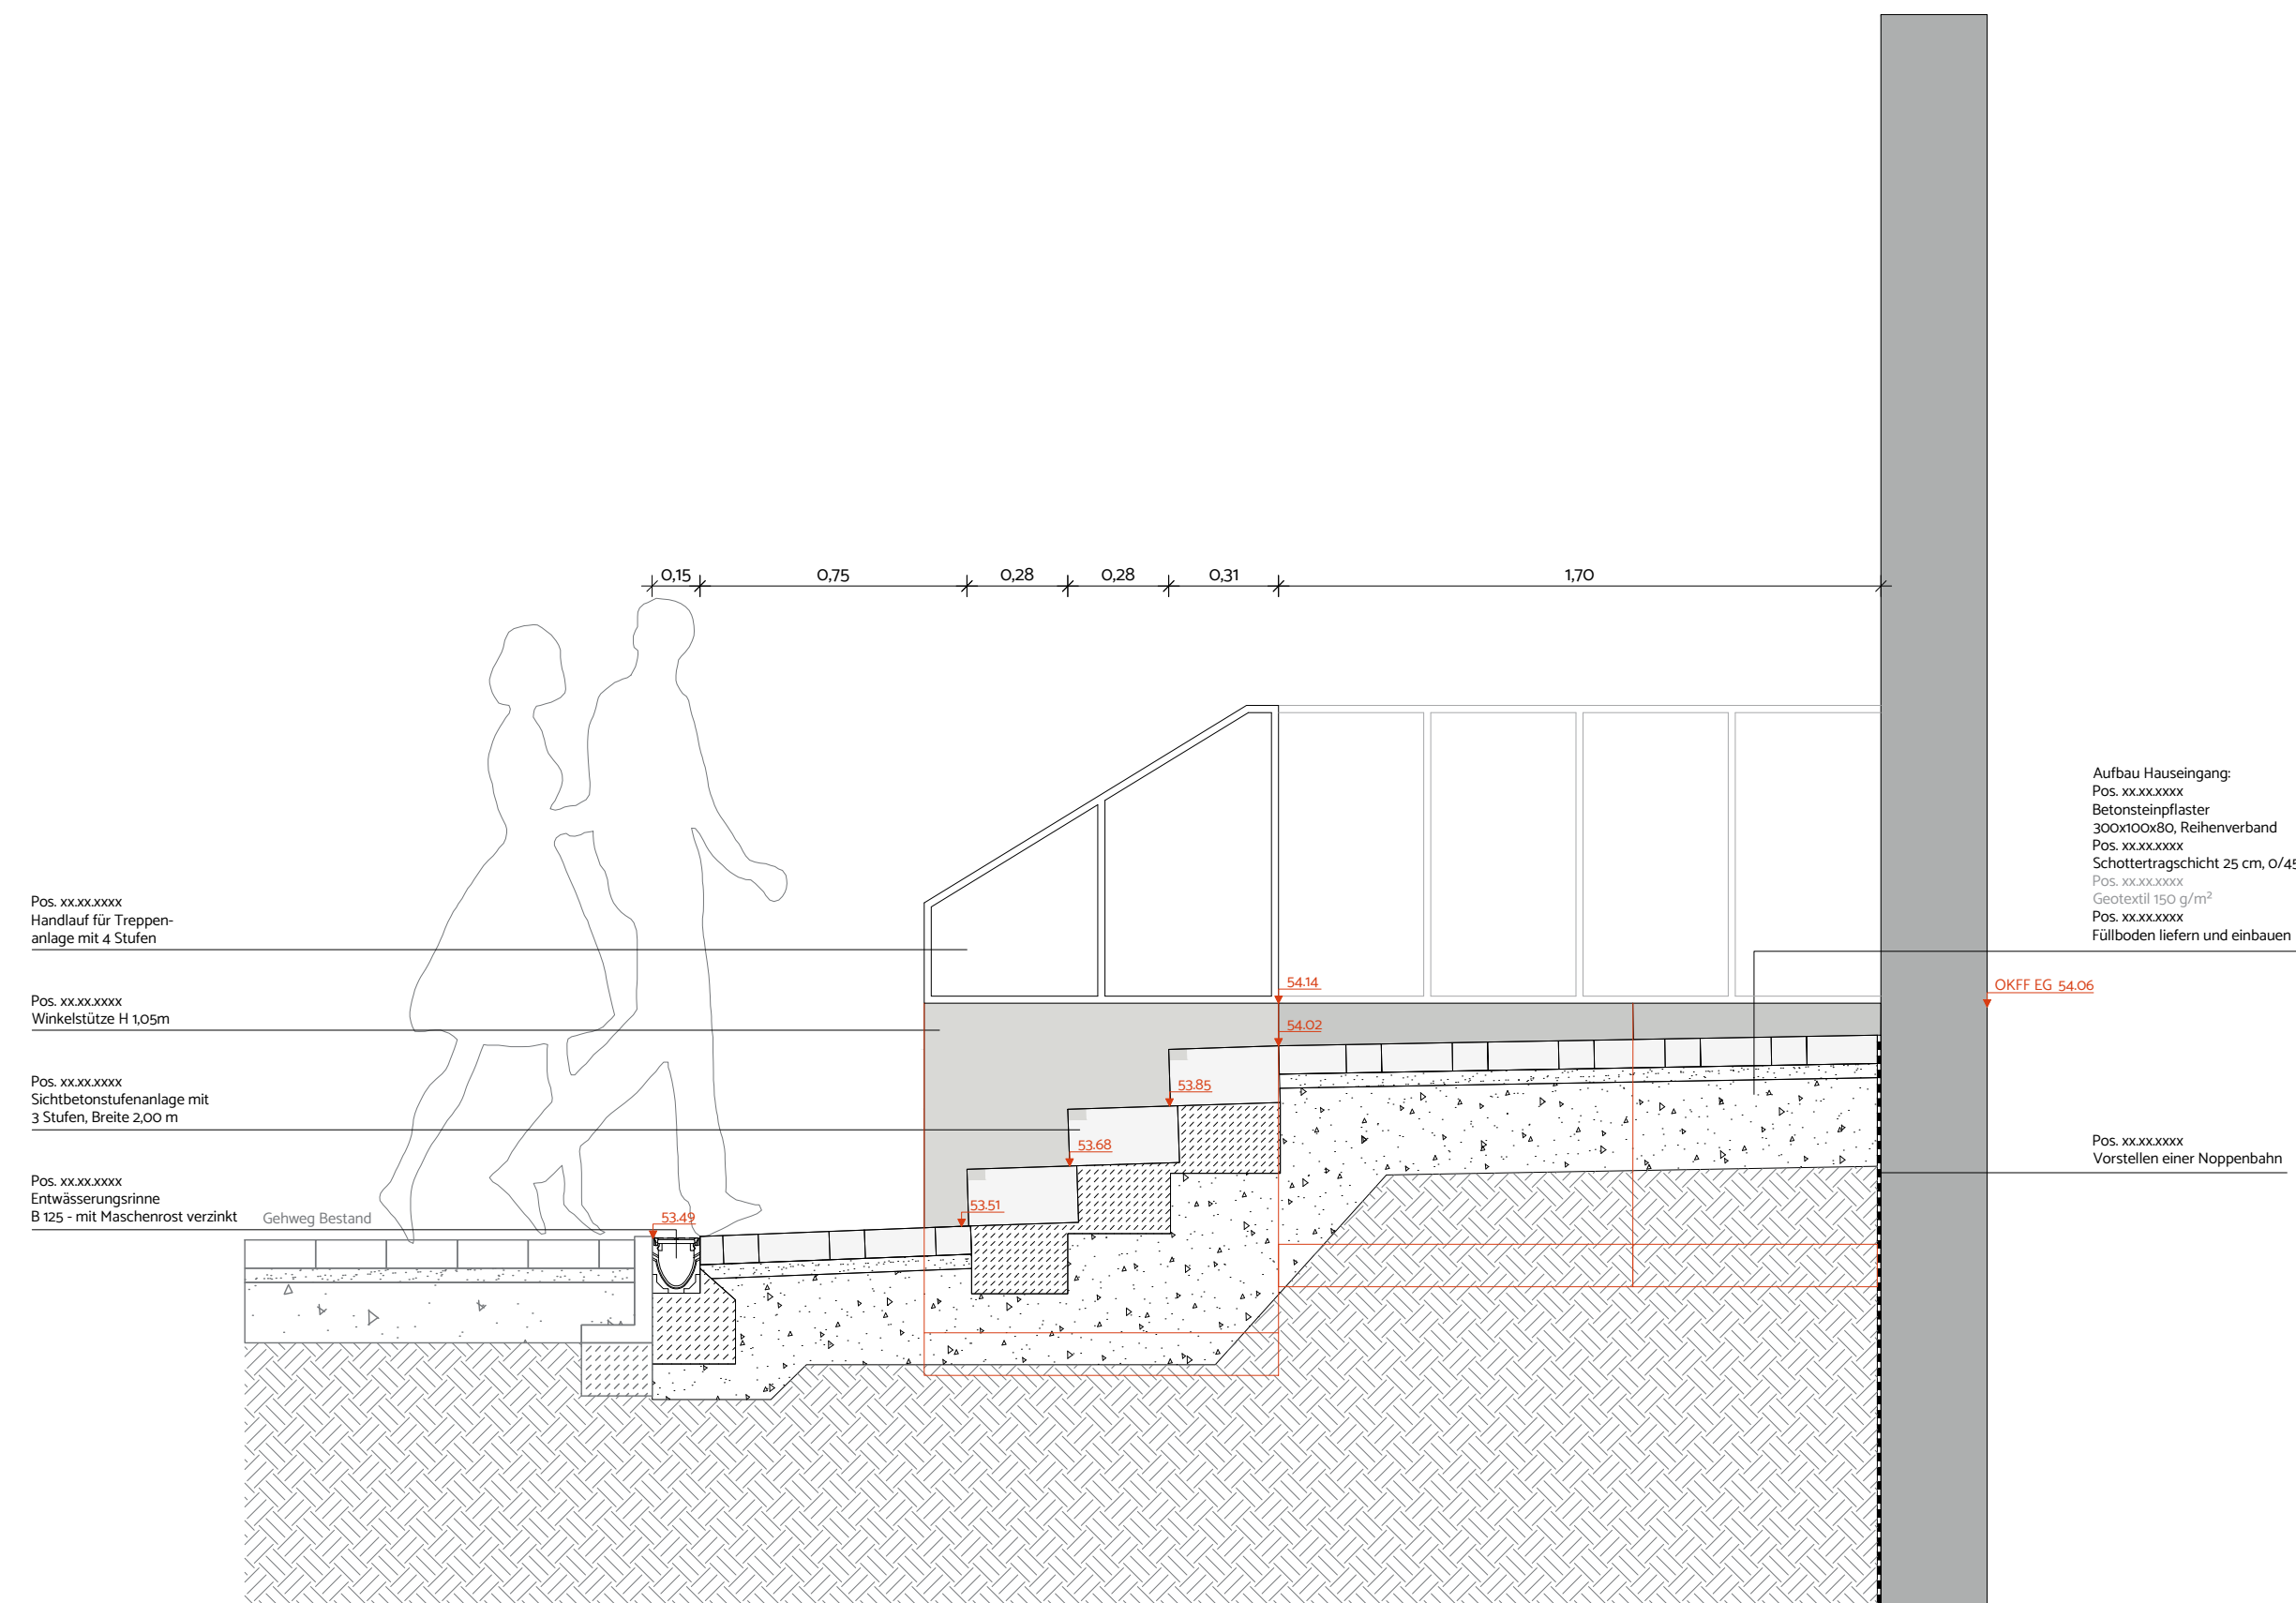 0,15
0,75
0,28
0,28
0,31
1,70
Pos. xx.xx.xxxx
Handlauf für Treppen-
anlage mit 4 Stufen
Pos. xx.xx.xxxx
Winkelstütze H 1,05m
Pos. xx.xx.xxxx
Sichtbetonstufenanlage mit
3 Stufen, Breite 2,00 m
Pos. xx.xx.xxxx
Entwässerungsrinne
B 125 - mit Maschenrost verzinkt
Gehweg Bestand
53.49
53.51
53.68
53.85
54.02
54.14
Aufbau Hauseingang:
Pos. xx.xx.xxxx
Betonsteinpflaster
300x100x80, Reihenverband
Pos. xx.xx.xxxx
Schottertragschicht 25 cm, 0/45
Pos. xx.xx.xxxx
Geotextil 150 g/m²
Pos. xx.xx.xxxx
Füllboden liefern und einbauen
OKFF EG 54.06
Pos. xx.xx.xxxx
Vorstellen einer Noppenbahn